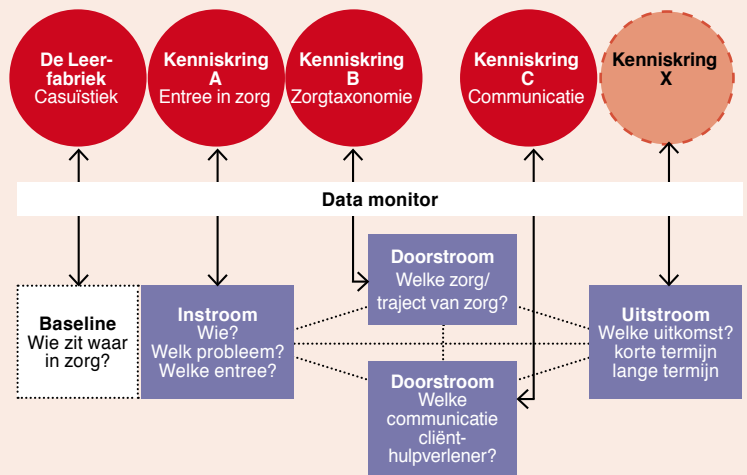 De Leer-
fabriek
Casuïstiek
Kenniskring
A
Entree in zorg
Kenniskring
B
Zorgtaxonomie
Kenniskring
C
Communicatie
Kenniskring
X
Data monitor
Baseline
Wie zit waar
in zorg?
Instroom
Wie?
Welk probleem?
Welke entree?
Doorstroom
Welke zorg/
traject van zorg?
Doorstroom
Welke
communicatie
cliënt-
hulpverlener?
Uitstroom
Welke uitkomst?
korte termijn
lange termijn